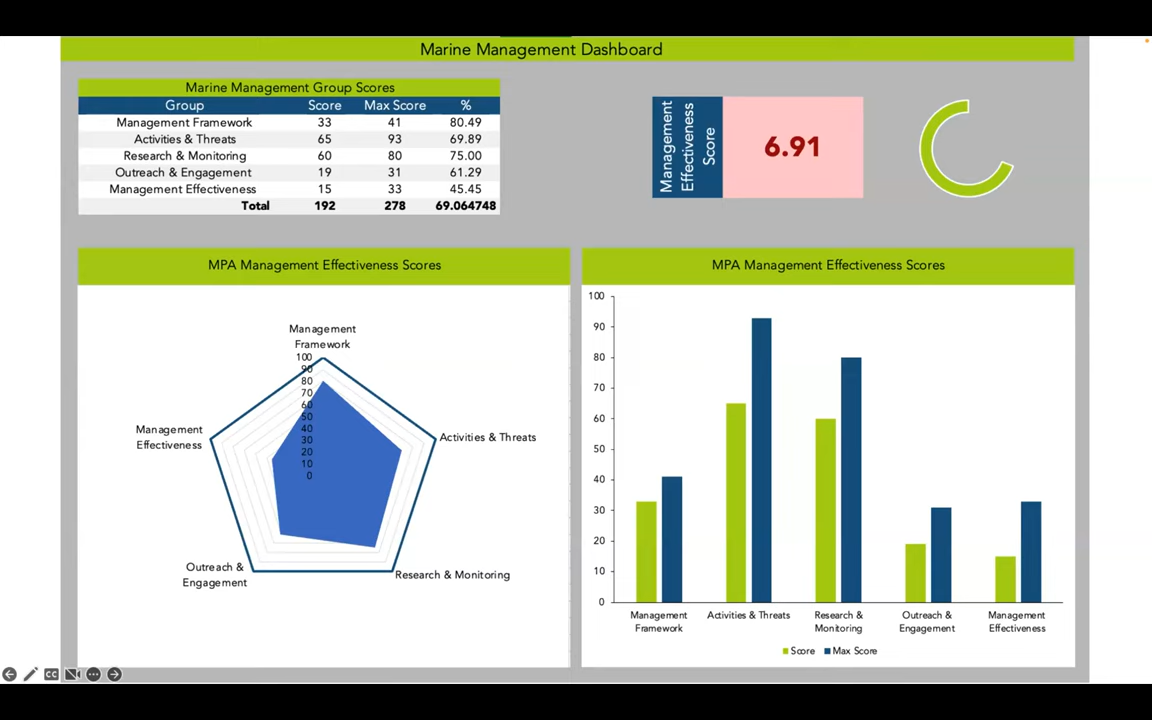 Marine Management Dashboard
Marine Management Group Scores
Group Score Max Score %
Management Framework 33 41 80.49
Activities & Threats 65 93 69.89
Research & Monitoring 60 80 75.00
Outreach & Engagement 19 31 61.29
Management Effectiveness 15 33 45.45
Total 192 278 69.064748
Management
Effectiveness
Score
6.91
MPA Management Effectiveness Scores
Management
Framework
100
90
80
70
60
50
40
30
20
10
0
Activities & Threats
Research & Monitoring
Outreach &
Engagement
Management
Effectiveness
MPA Management Effectiveness Scores
100
90
80
70
60
50
40
30
20
10
0
Management
Framework
Activities & Threats
Research &
Monitoring
Outreach &
Engagement
Management
Effectiveness
Score Max Score
CC